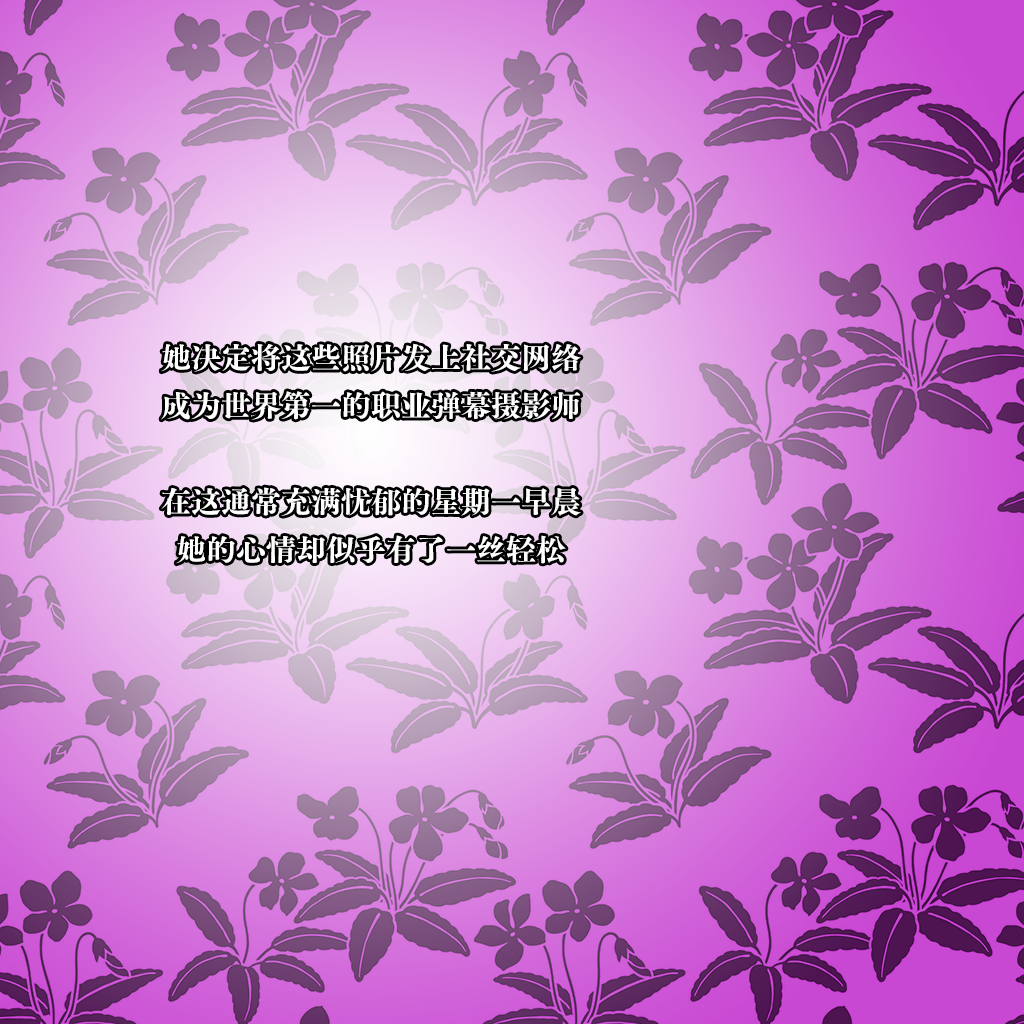 她决定将这些照片发上社交网络
成为世界第一的职业弹幕摄影师
在这通常充满忧郁的星期一早晨
她的心情却似乎有了一丝轻松